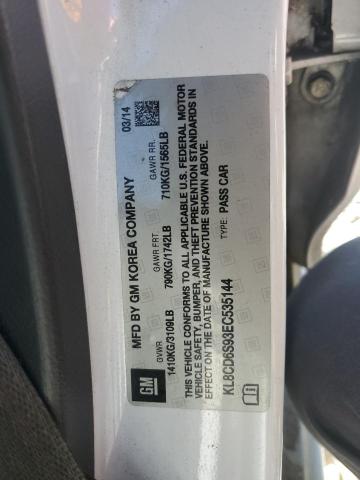 MFD BY GM KOREA COMPANY 03/14
GVWR GAWR FRT GAWR RR.
1410KG/3109LB 790KG/1742LB 710KG/1565LB
THIS VEHICLE CONFORMS TO ALL APPLICABLE U.S. FEDERAL MOTOR
VEHICLE SAFETY, BUMPER, AND THEFT PREVENTION STANDARDS IN
EFFECT ON THE DATE OF MANUFACTURE SHOWN ABOVE.
KL8CD6S93EC535144 TYPE: PASS CAR
GM